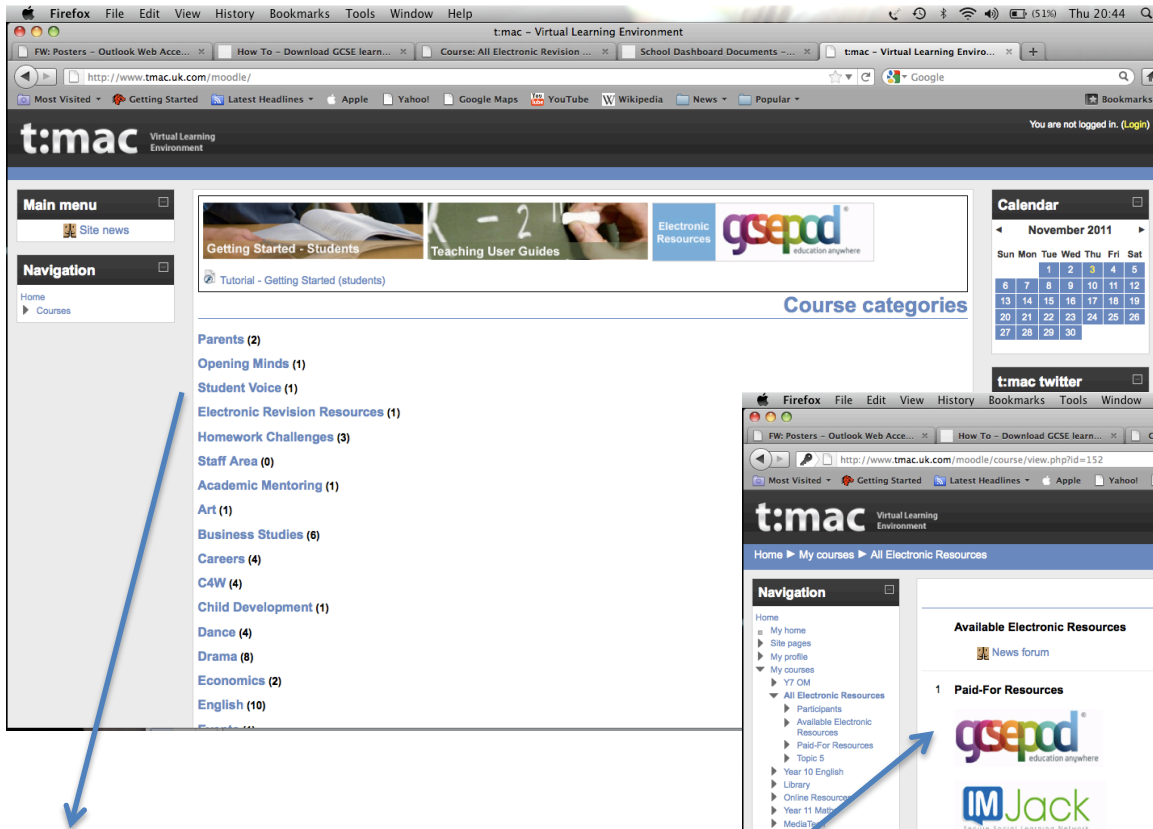 Firefox File Edit View History Bookmarks Tools Window Help (51%) Thu 20:44
t:mac – Virtual Learning Environment
FW: Posters – Outlook Web Acce... How To – Download GCSE learn... Course: All Electronic Revision ... School Dashboard Documents –... t:mac – Virtual Learning Enviro...
http://www.tmac.uk.com/moodle/ Google
Most Visited Getting Started Latest Headlines Apple Yahoo! Google Maps YouTube Wikipedia News Popular Bookmarks
t:mac Virtual Learning Environment
You are not logged in. (Login)
Main menu
Site news
Navigation
Home
Courses
Getting Started - Students
Teaching User Guides
Electronic Resources
gcsepod
education anywhere
Tutorial - Getting Started (students)
Course categories
Parents (2)
Opening Minds (1)
Student Voice (1)
Electronic Revision Resources (1)
Homework Challenges (3)
Staff Area (0)
Academic Mentoring (1)
Art (1)
Business Studies (6)
Careers (4)
C4W (4)
Child Development (1)
Dance (4)
Drama (8)
Economics (2)
English (10)
Calendar
November 2011
Sun Mon Tue Wed Thu Fri Sat
1 2 3 4 5
6 7 8 9 10 11 12
13 14 15 16 17 18 19
20 21 22 23 24 25 26
27 28 29 30
t:mac twitter
Firefox File Edit View History Bookmarks Tools Window
FW: Posters – Outlook Web Acce... How To – Download GCSE learn...
http://www.tmac.uk.com/moodle/course/view.php?id=152
Most Visited Getting Started Latest Headlines Apple Yahoo!
t:mac Virtual Learning Environment
Home ► My courses ► All Electronic Resources
Navigation
Home
My home
Site pages
My profile
My courses
Y7 OM
All Electronic Resources
Participants
Available Electronic Resources
Paid-For Resources
Topic 5
Year 10 English
Library
Online Resources
Year 11 Maths
Available Electronic Resources
News forum
1 Paid-For Resources
gcsepod
education anywhere
IM Jack